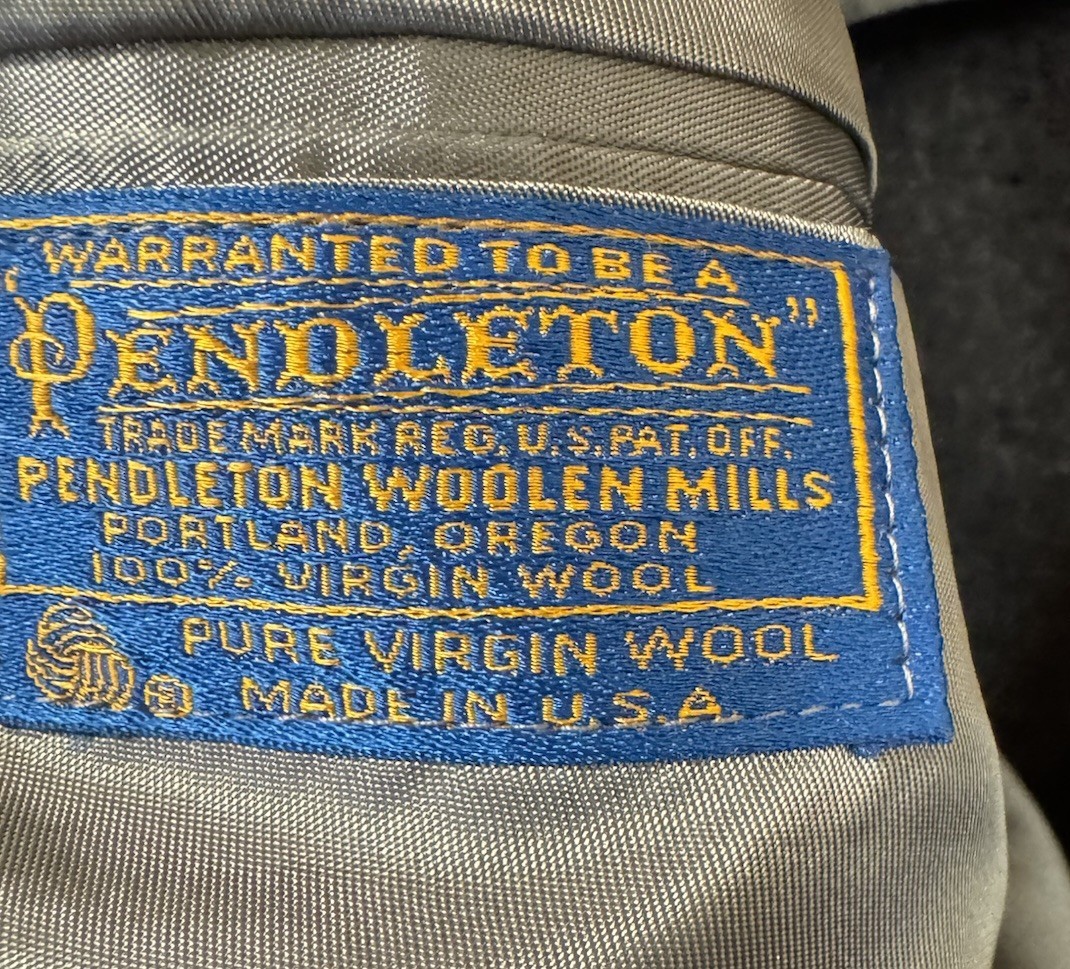 WARRANTED TO BE A
"PENDLETON"
TRADE MARK REG. U.S. PAT. OFF.
PENDLETON WOOLEN MILLS
PORTLAND, OREGON
100% VIRGIN WOOL
PURE VIRGIN WOOL
® MADE IN U.S.A.